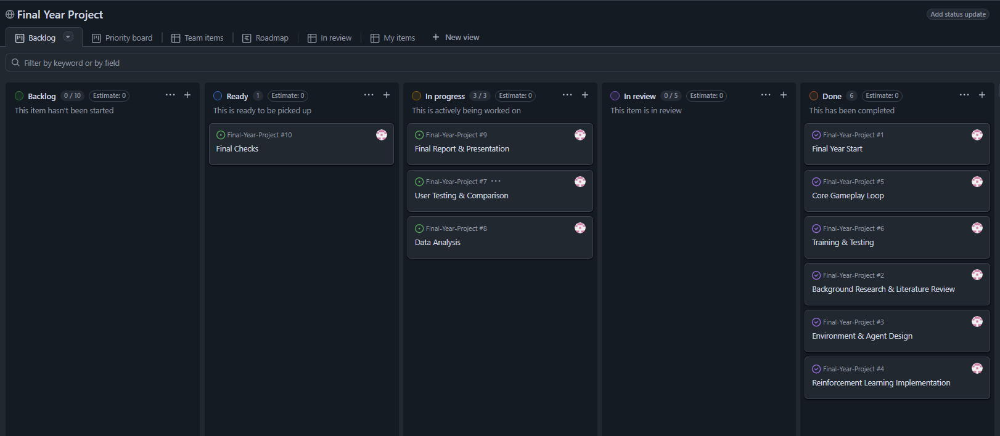 Final Year Project
Add status update
Backlog
Priority board
Team items
Roadmap
In review
My items
New view
Filter by keyword or by field
Backlog 0 / 10 Estimate: 0
This item hasn't been started
Ready 1 Estimate: 0
This is ready to be picked up
Final-Year-Project #10
Final Checks
In progress 3 / 3 Estimate: 0
This is actively being worked on
Final-Year-Project #9
Final Report & Presentation
Final-Year-Project #7
User Testing & Comparison
Final-Year-Project #8
Data Analysis
In review 0 / 5 Estimate: 0
This item is in review
Done 6 Estimate: 0
This has been completed
Final-Year-Project #1
Final Year Start
Final-Year-Project #5
Core Gameplay Loop
Final-Year-Project #6
Training & Testing
Final-Year-Project #2
Background Research & Literature Review
Final-Year-Project #3
Environment & Agent Design
Final-Year-Project #4
Reinforcement Learning Implementation